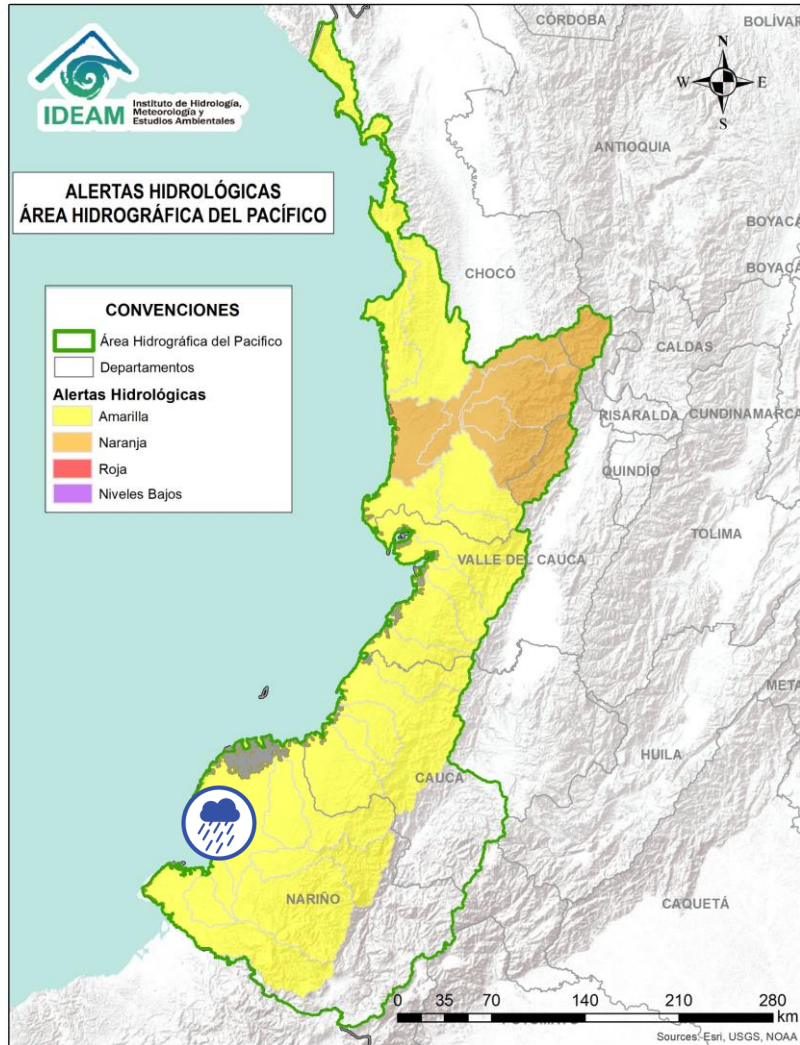 CÓRDOBA
BOLÍVAR
N
W
E
S
IDEAM
Instituto de Hidrología,
Meteorología y
Estudios Ambientales
ANTIOQUIA
ALERTAS HIDROLÓGICAS
ÁREA HIDROGRÁFICA DEL PACÍFICO
BOYACÁ
BOYACÁ
CHOCÓ
CONVENCIONES
Área Hidrográfica del Pacifico
Departamentos
Alertas Hidrológicas
Amarilla
Naranja
Roja
Niveles Bajos
CALDAS
RISARALDA
CUNDINAMARCA
QUINDÍO
TOLIMA
VALLE DEL CAUCA
META
HUILA
CAUCA
NARIÑO
CAQUETÁ
0 35 70 140 210 280
km
Sources: Esri, USGS, NOAA